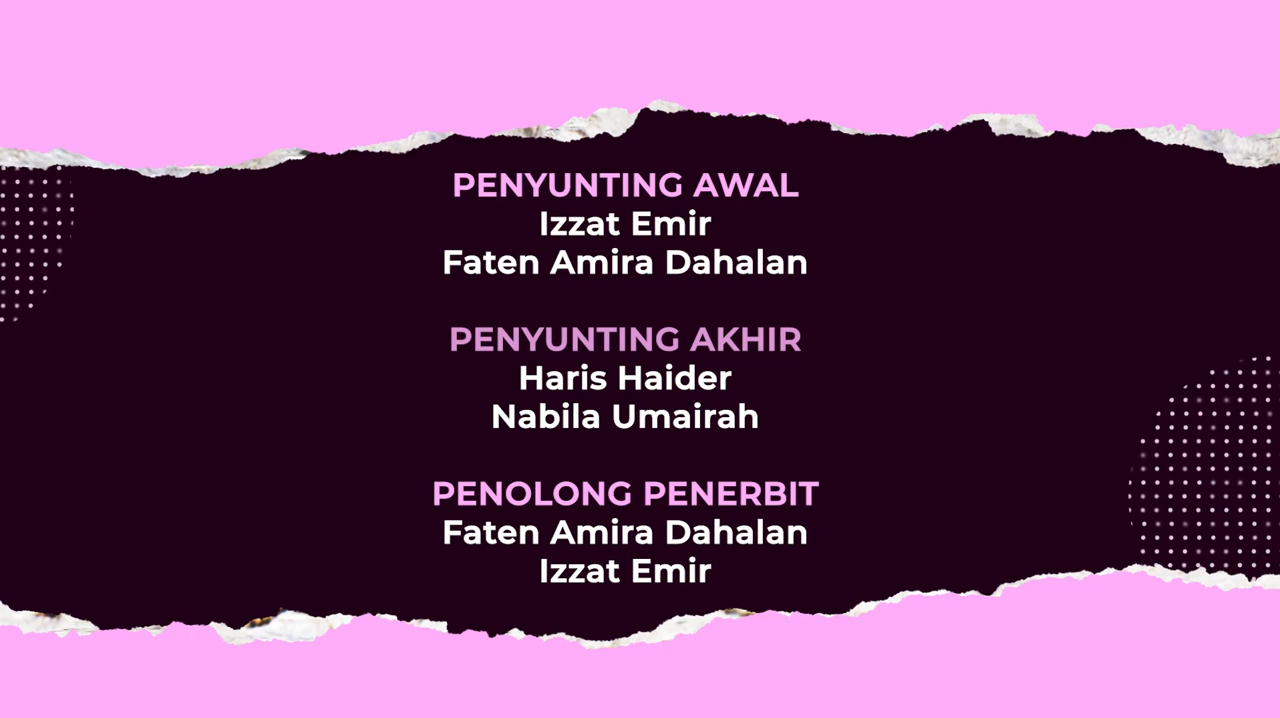 PENYUNTING AWAL
Izzat Emir
Faten Amira Dahalan
PENYUNTING AKHIR
Haris Haider
Nabila Umairah
PENOLONG PENERBIT
Faten Amira Dahalan
Izzat Emir